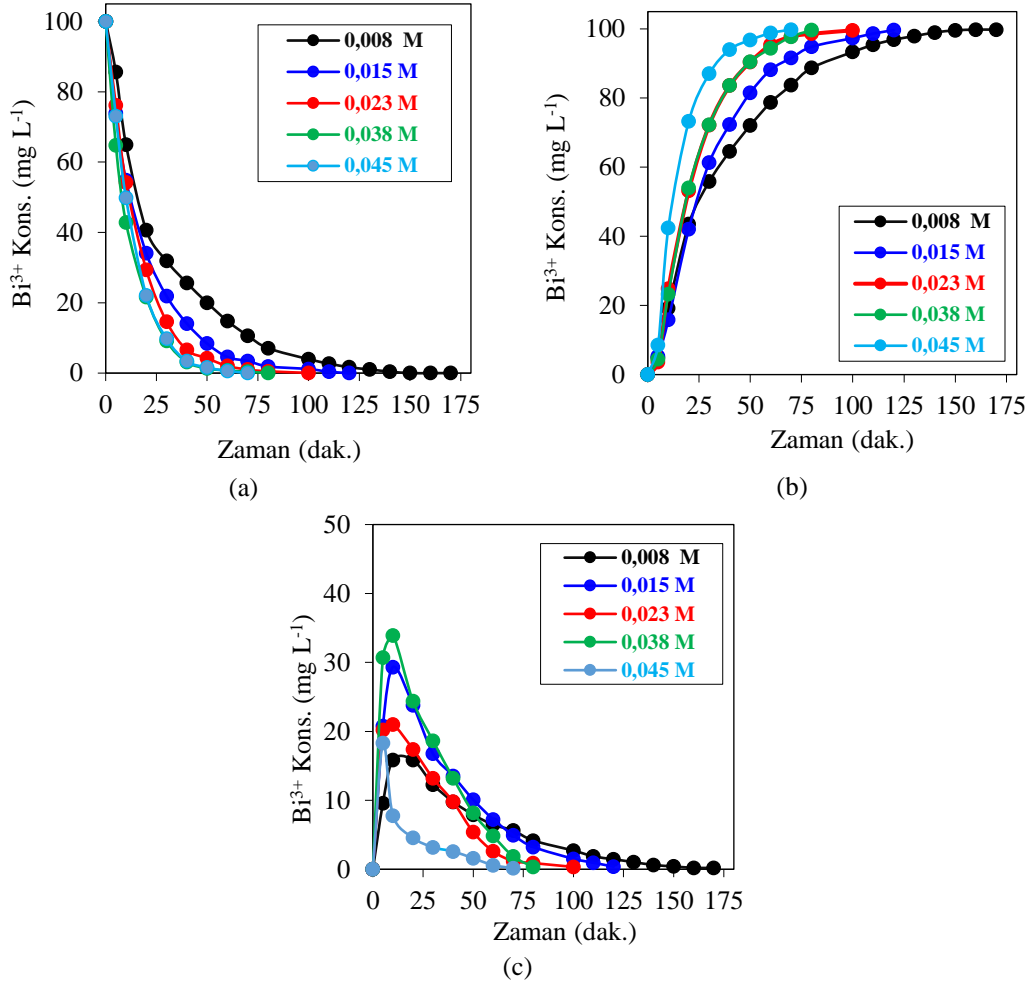 100
80
60
40
20
0
Bi³⁺ Kons. (mg L⁻¹)
0,008 M
0,015 M
0,023 M
0,038 M
0,045 M
0 25 50 75 100 125 150 175
Zaman (dak.)
(a)
100
80
60
40
20
0
Bi³⁺ Kons. (mg L⁻¹)
0,008 M
0,015 M
0,023 M
0,038 M
0,045 M
0 25 50 75 100 125 150 175
Zaman (dak.)
(b)
50
40
30
20
10
0
Bi³⁺ Kons. (mg L⁻¹)
0,008 M
0,015 M
0,023 M
0,038 M
0,045 M
0 25 50 75 100 125 150 175
Zaman (dak.)
(c)